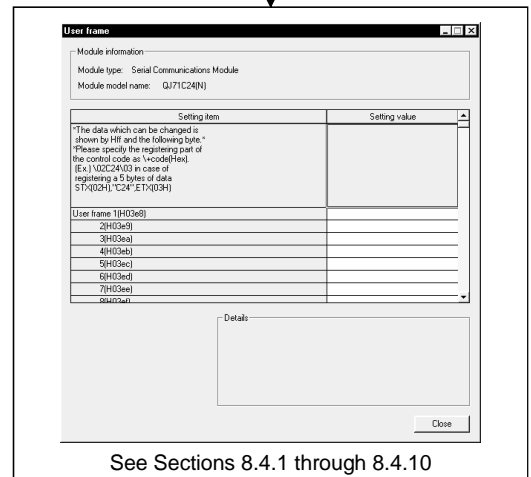 User frame
Module information
Module type: Serial Communications Module
Module model name: QJ71C24(N)
Setting item Setting value
"The data which can be changed is
shown by Hff and the following byte."
"Please specify the registering part of
the control code as \+code(Hex).
(Ex.) \02C24\03 in case of
registering a 5 bytes of data
STX(02H),"C24",ETX(03H)
User frame 1(H03e8)
2(H03e9)
3(H03ea)
4(H03eb)
5(H03ec)
6(H03ed)
7(H03ee)
8(H03ef)
Details
Close
See Sections 8.4.1 through 8.4.10